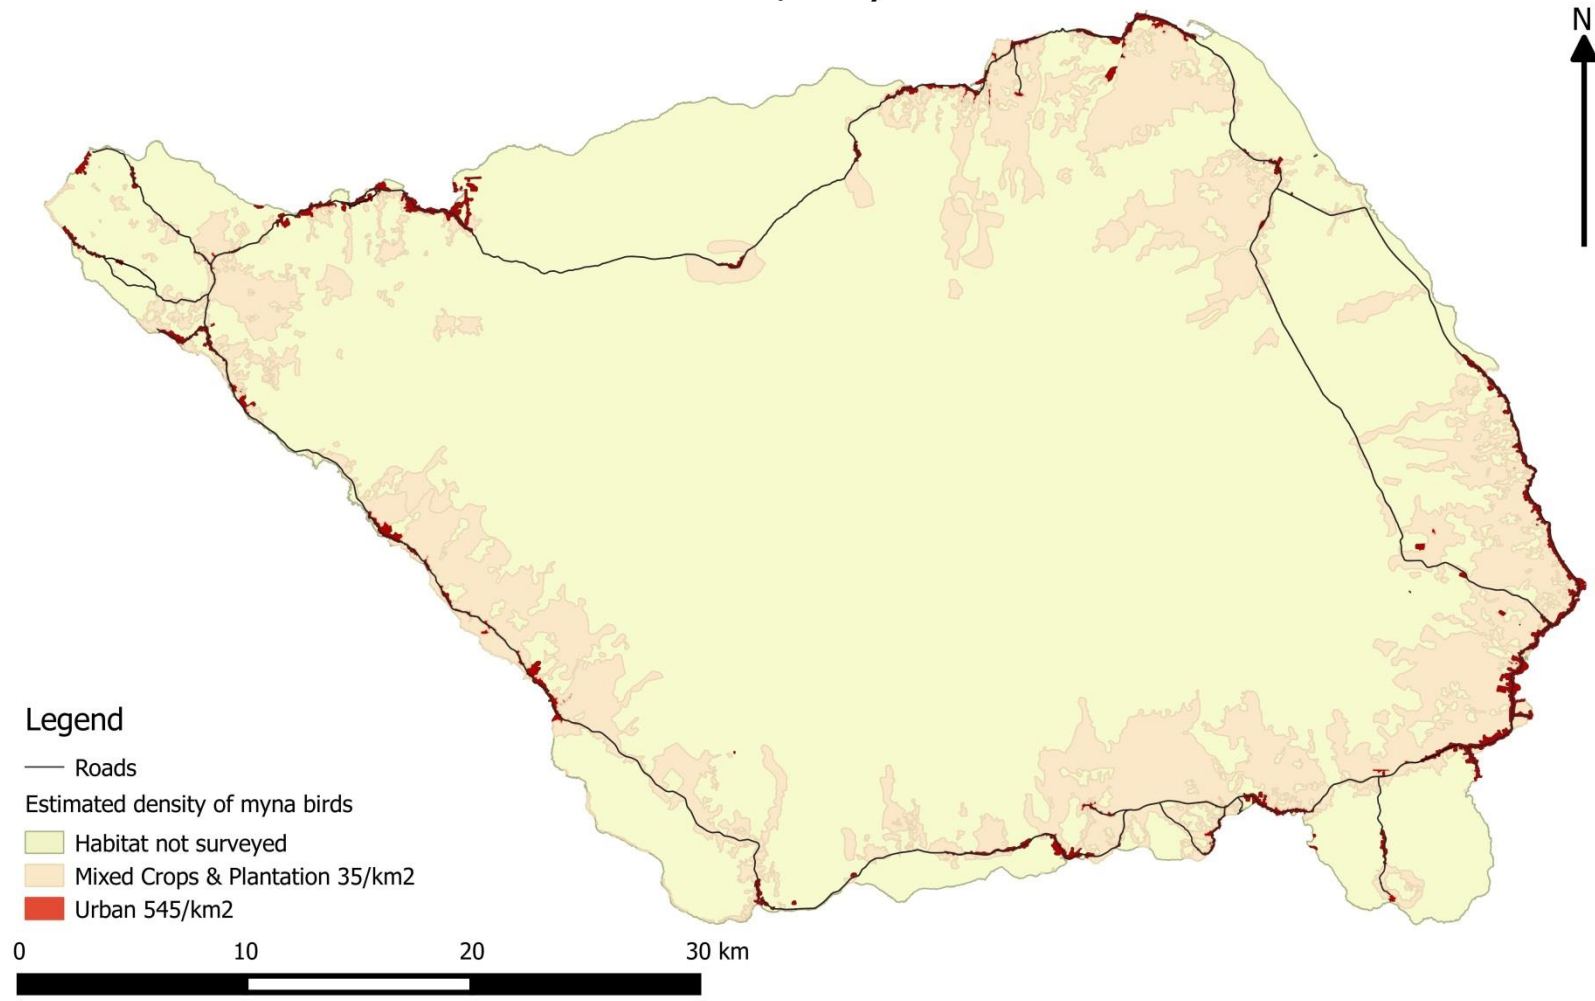 N
Legend
Roads
Estimated density of myna birds
Habitat not surveyed
Mixed Crops & Plantation 35/km2
Urban 545/km2
0 10 20 30 km